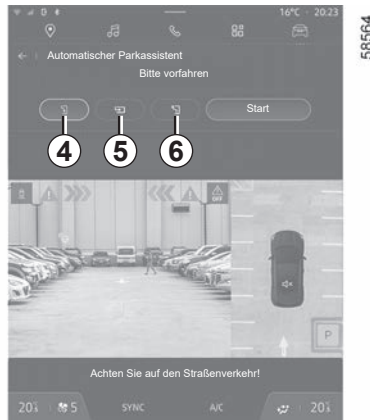 16°C · 20:23
Automatischer Parkassistent
Bitte vorfahren
Start
4
5
6
OFF
P
Achten Sie auf den Straßenverkehr!
20
5
SYNC
A/C
20
58564